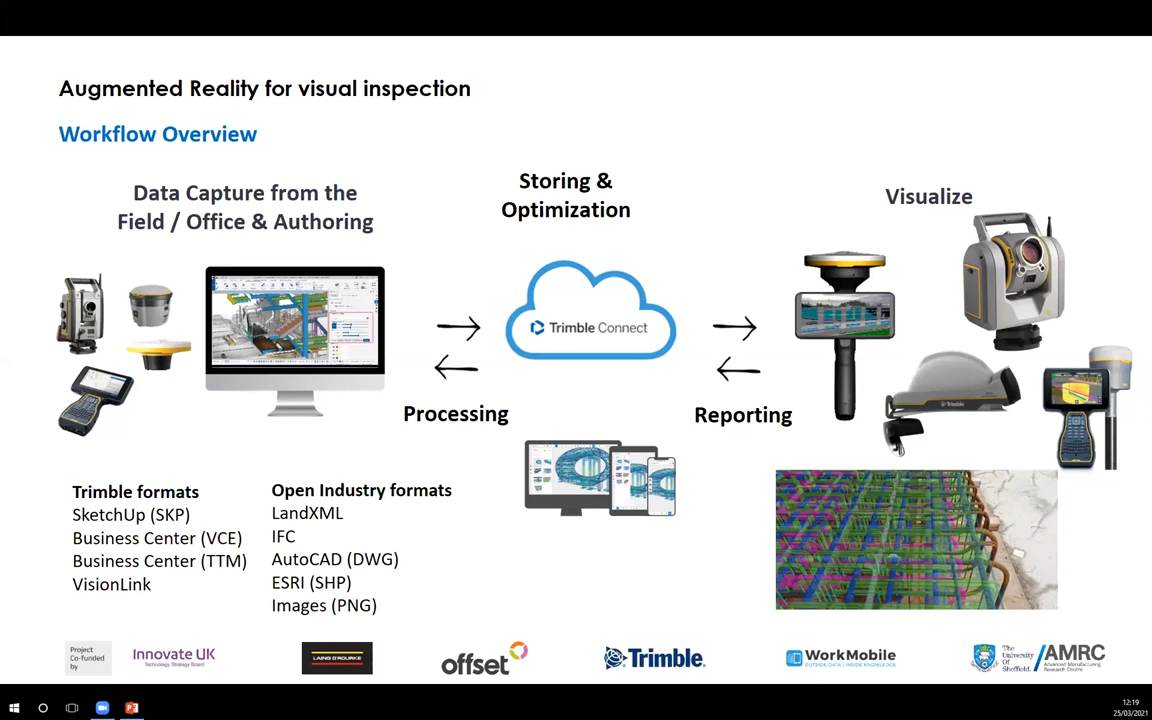 Augmented Reality for visual inspection
Workflow Overview
Data Capture from the
Field / Office & Authoring
Storing &
Optimization
Visualize
Trimble Connect
Processing
Reporting
Trimble
Trimble formats
SketchUp (SKP)
Business Center (VCE)
Business Center (TTM)
VisionLink
Open Industry formats
LandXML
IFC
AutoCAD (DWG)
ESRI (SHP)
Images (PNG)
Project
Co-funded
by
Innovate UK
Technology Strategy Board
LAING O'ROURKE
offset
Trimble
WorkMobile
OUTSIDE DATA | INSIDE KNOWLEDGE
The
University
Of
Sheffield.
AMRC
Advanced Manufacturing
Research Centre
12:19
25/03/2021